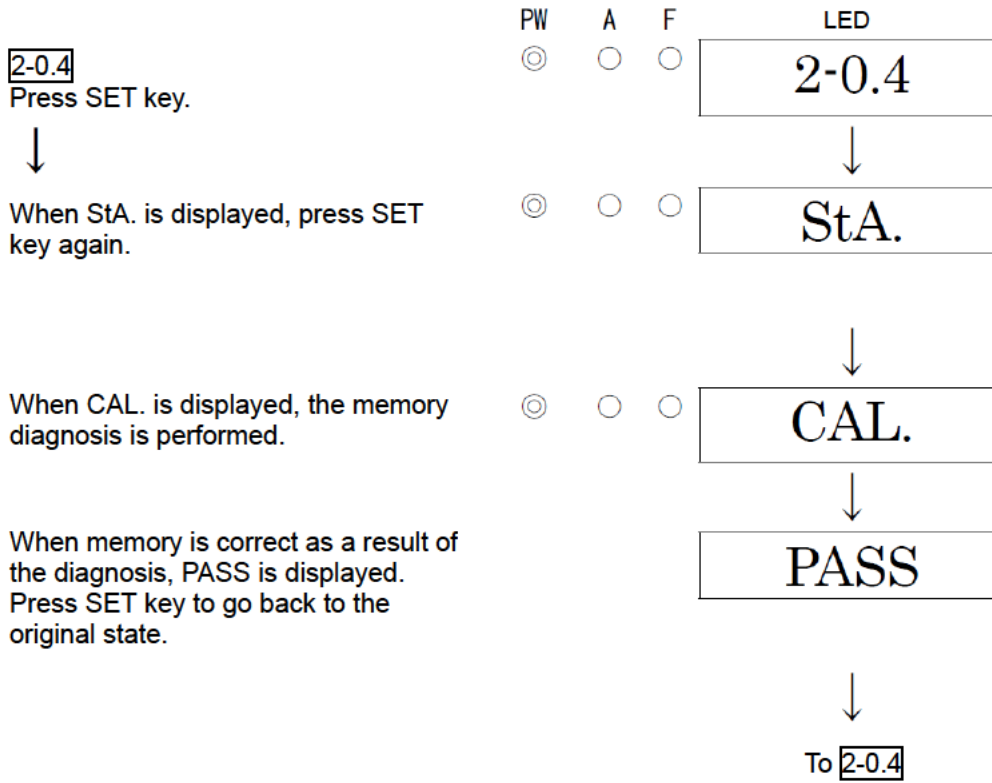 PW A F LED
2-0.4
Press SET key.
2-0.4
When StA. is displayed, press SET
key again.
StA.
When CAL. is displayed, the memory
diagnosis is performed.
CAL.
When memory is correct as a result of
the diagnosis, PASS is displayed.
Press SET key to go back to the
original state.
PASS
To 2-0.4